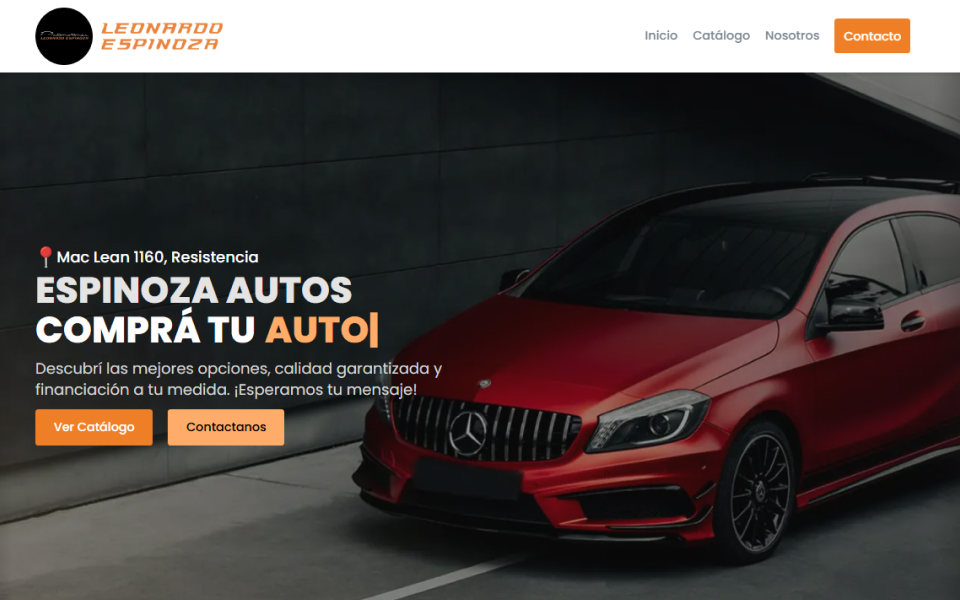 LEONARDO
ESPINOZA
Inicio
Catálogo
Nosotros
Contacto
📍Mac Lean 1160, Resistencia
ESPINOZA AUTOS
COMPRÁ TU AUTO|
Descubrí las mejores opciones, calidad garantizada y
financiación a tu medida. ¡Esperamos tu mensaje!
Ver Catálogo
Contactanos